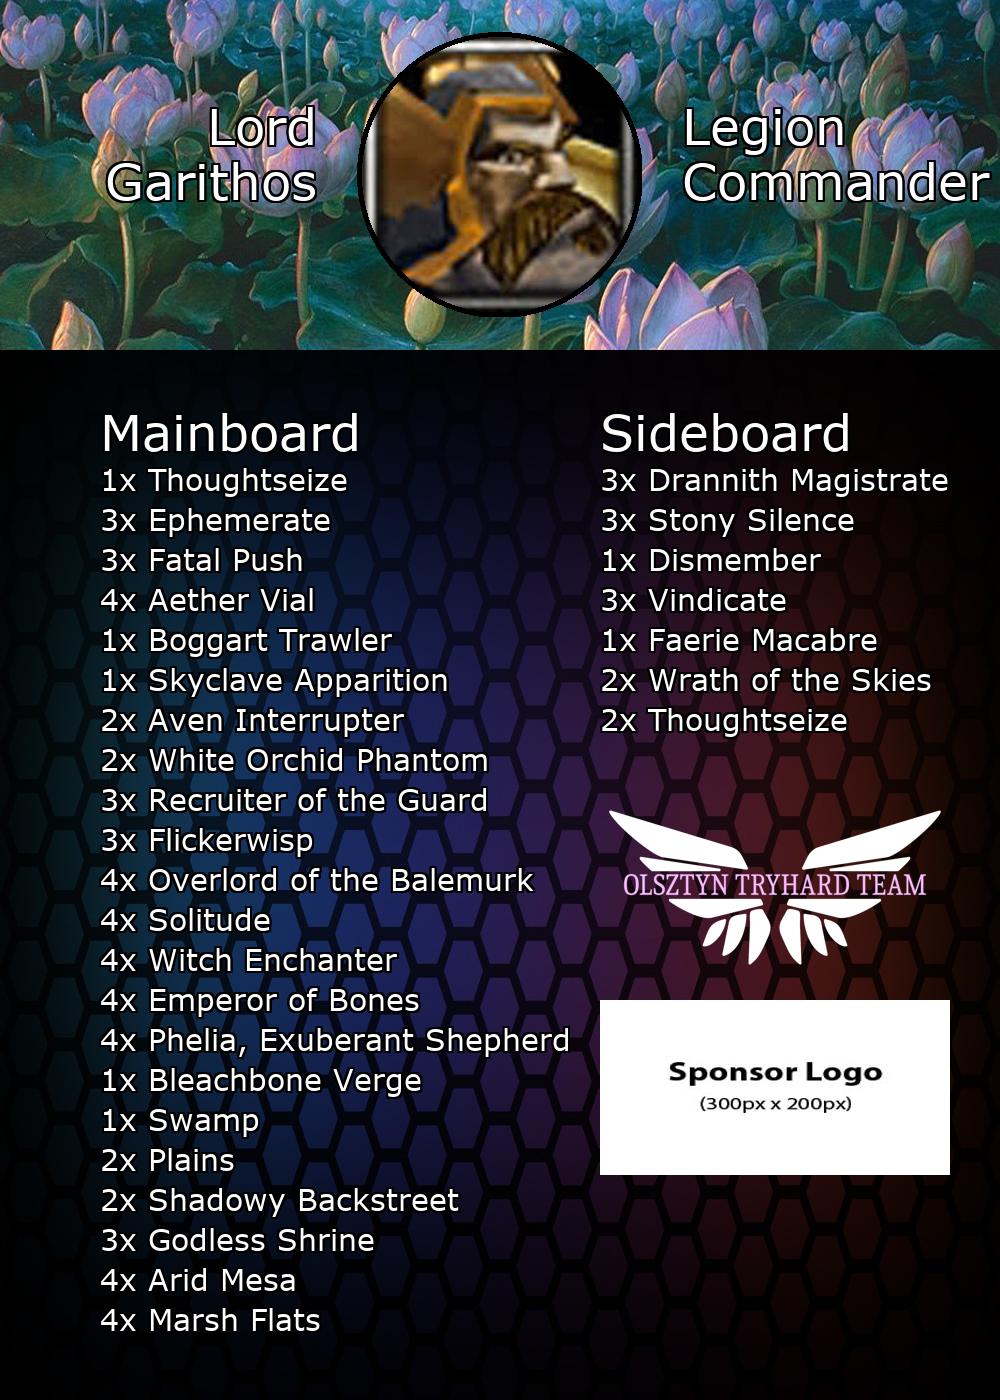 Lord
Garithos
Legion
Commander
Mainboard
1x Thoughtseize
3x Ephemerate
3x Fatal Push
4x Aether Vial
1x Boggart Trawler
1x Skyclave Apparition
2x Aven Interrupter
2x White Orchid Phantom
3x Recruiter of the Guard
3x Flickerwisp
4x Overlord of the Balemurk
4x Solitude
4x Witch Enchanter
4x Emperor of Bones
4x Phelia, Exuberant Shepherd
1x Bleachbone Verge
1x Swamp
2x Plains
2x Shadowy Backstreet
3x Godless Shrine
4x Arid Mesa
4x Marsh Flats
Sideboard
3x Drannith Magistrate
3x Stony Silence
1x Dismember
3x Vindicate
1x Faerie Macabre
2x Wrath of the Skies
2x Thoughtseize
OLSZTYN TRYHARD TEAM
Sponsor Logo
(300px x 200px)